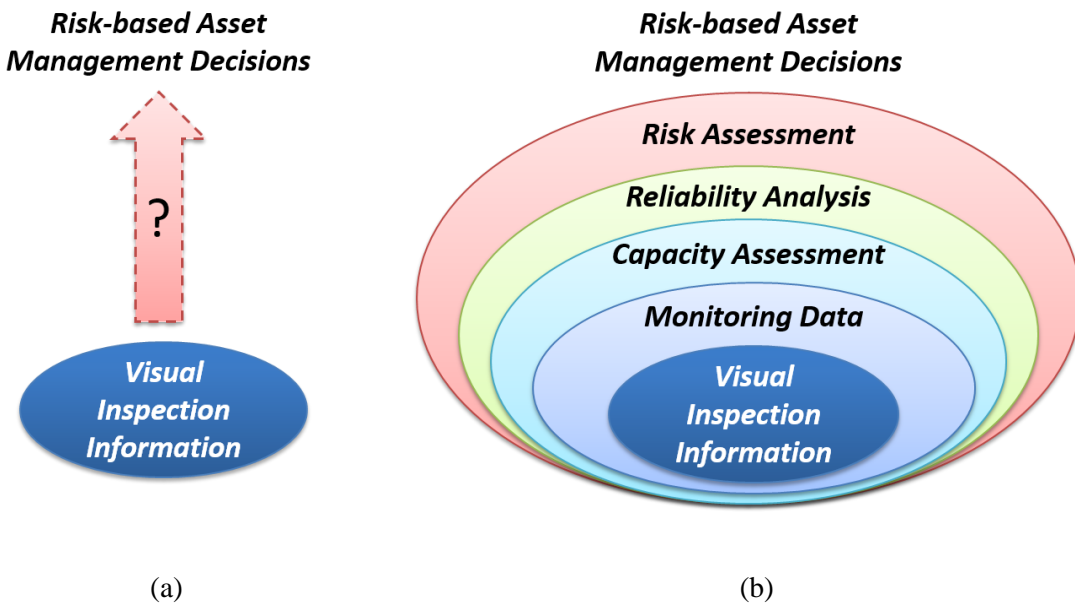 Risk-based Asset
Management Decisions
?
Visual
Inspection
Information
(a)
Risk-based Asset
Management Decisions
Risk Assessment
Reliability Analysis
Capacity Assessment
Monitoring Data
Visual
Inspection
Information
(b)